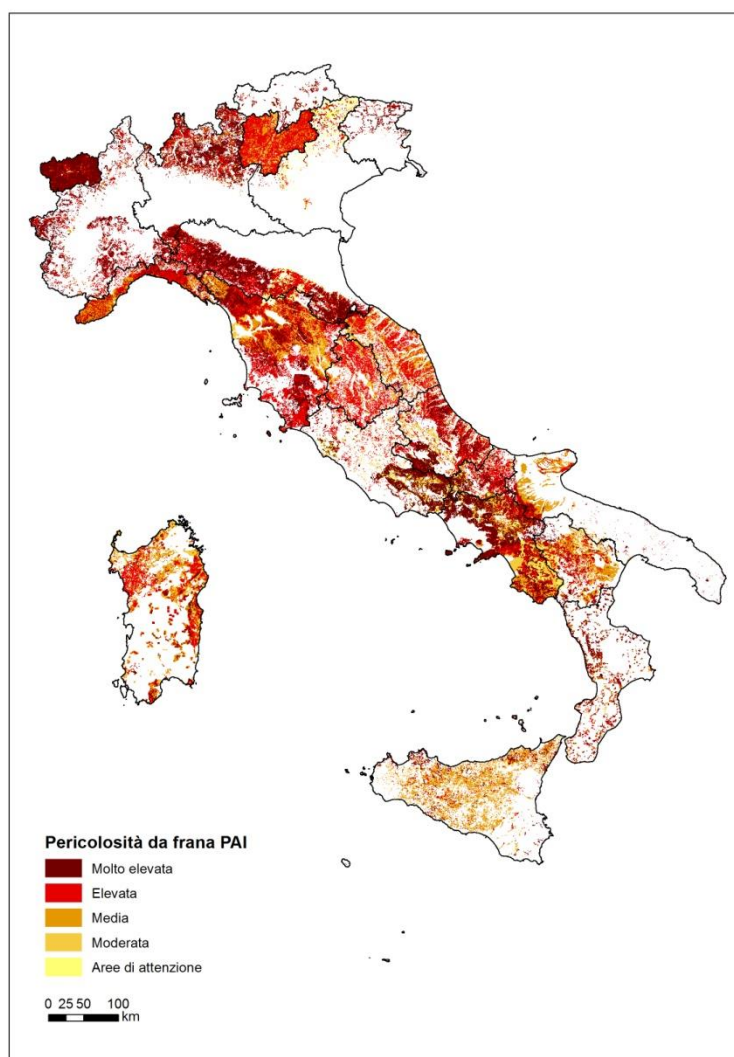 Pericolosità da frana PAI
Molto elevata
Elevata
Media
Moderata
Aree di attenzione
0 25 50 100
km